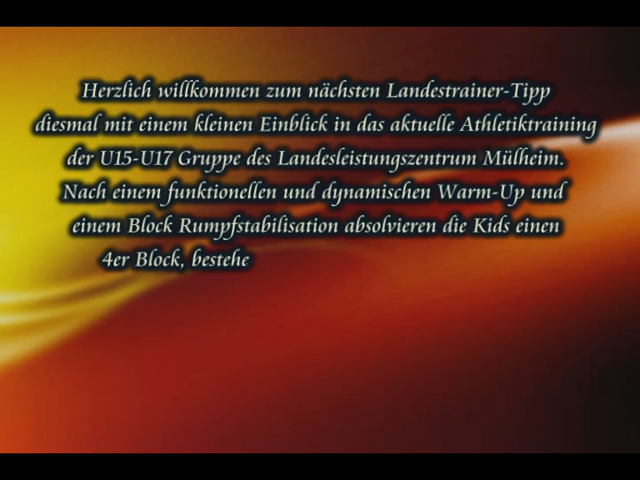 Herzlich willkommen zum nächsten Landestrainer-Tipp
diesmal mit einem kleinen Einblick in das aktuelle Athletiktraining
der U15-U17 Gruppe des Landesleistungszentrum Mülheim.
Nach einem funktionellen und dynamischen Warm-Up und
einem Block Rumpfstabilisation absolvieren die Kids einen
4er Block, bestehe